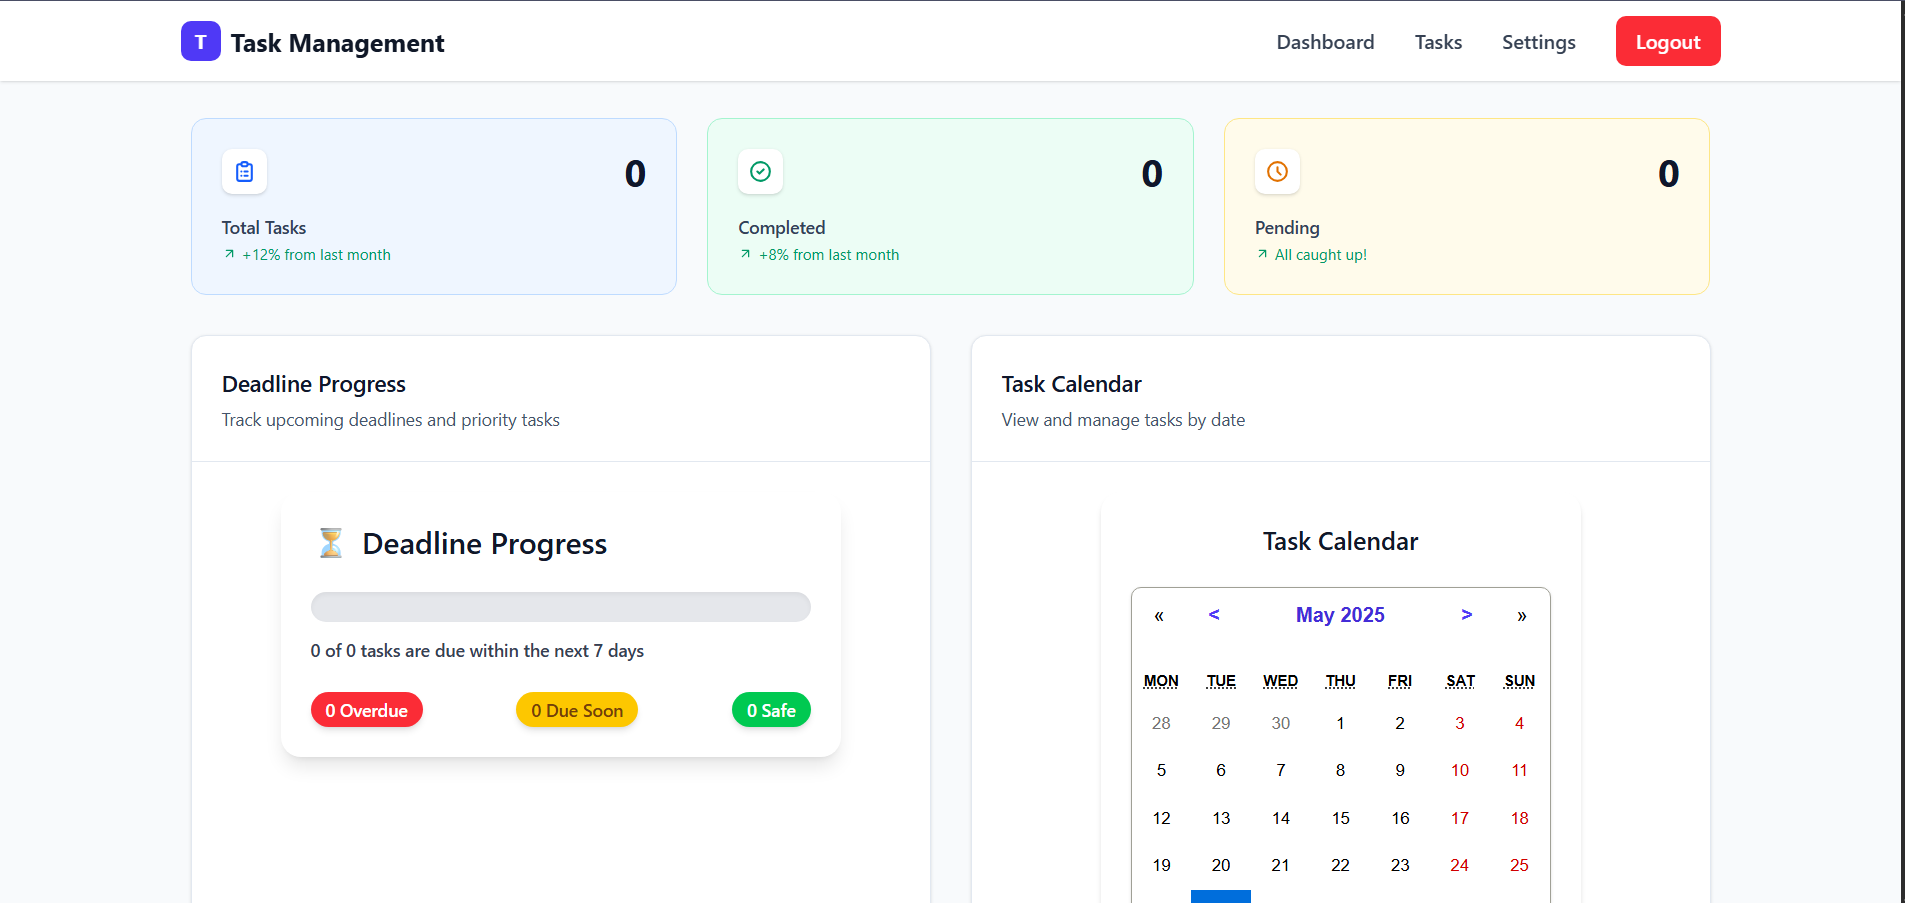 T Task Management
Dashboard Tasks Settings Logout
0
Total Tasks
+12% from last month
0
Completed
+8% from last month
0
Pending
All caught up!
Deadline Progress
Track upcoming deadlines and priority tasks
⏳ Deadline Progress
0 of 0 tasks are due within the next 7 days
0 Overdue 0 Due Soon 0 Safe
Task Calendar
View and manage tasks by date
Task Calendar
« < May 2025 > »
MON TUE WED THU FRI SAT SUN
28 29 30 1 2 3 4
5 6 7 8 9 10 11
12 13 14 15 16 17 18
19 20 21 22 23 24 25